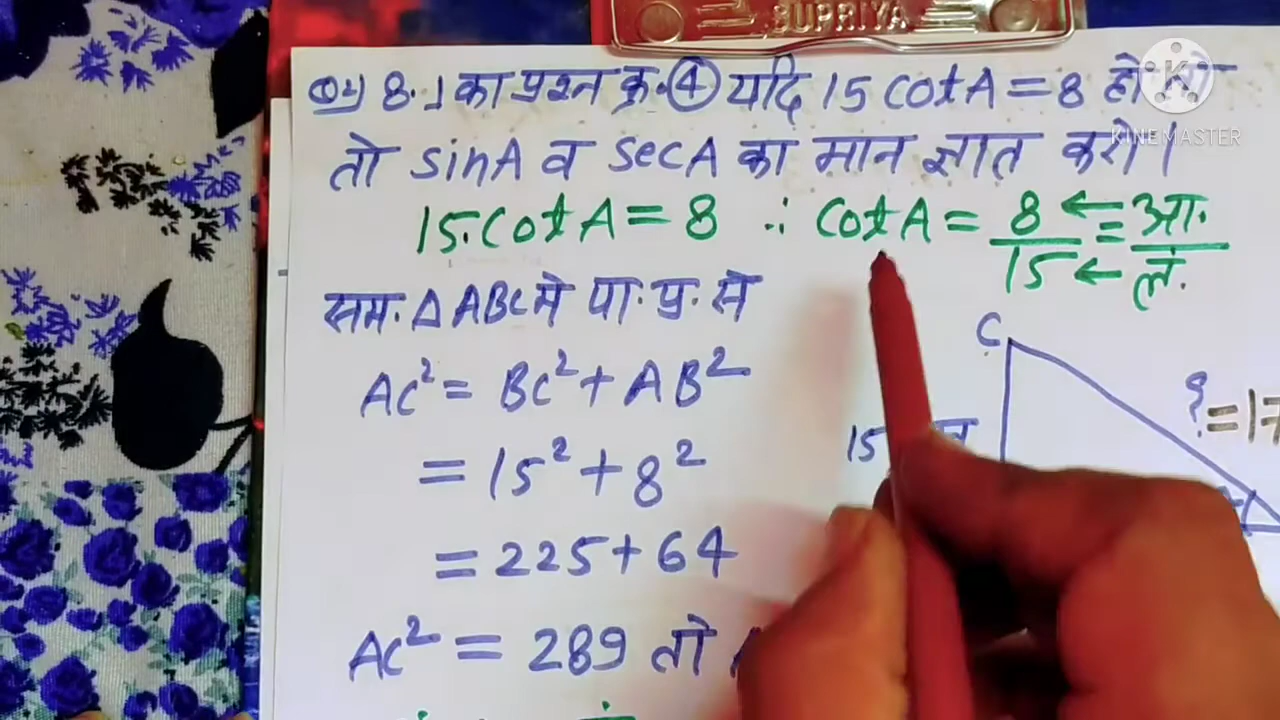 SUPRIYA
8.1 का प्रश्न क्र. ④ यदि 15 cotA = 8 हो
तो sinA व secA का मान ज्ञात करो।
15.cotA = 8 ∴ cotA = 8/15 ← = आ./लं. ←
सम. Δ ABC मे पा. प्र. से
C
AC² = BC² + AB²
? = 17
15
= 15² + 8²
= 225 + 64
AC² = 289 तो
KINEMASTER